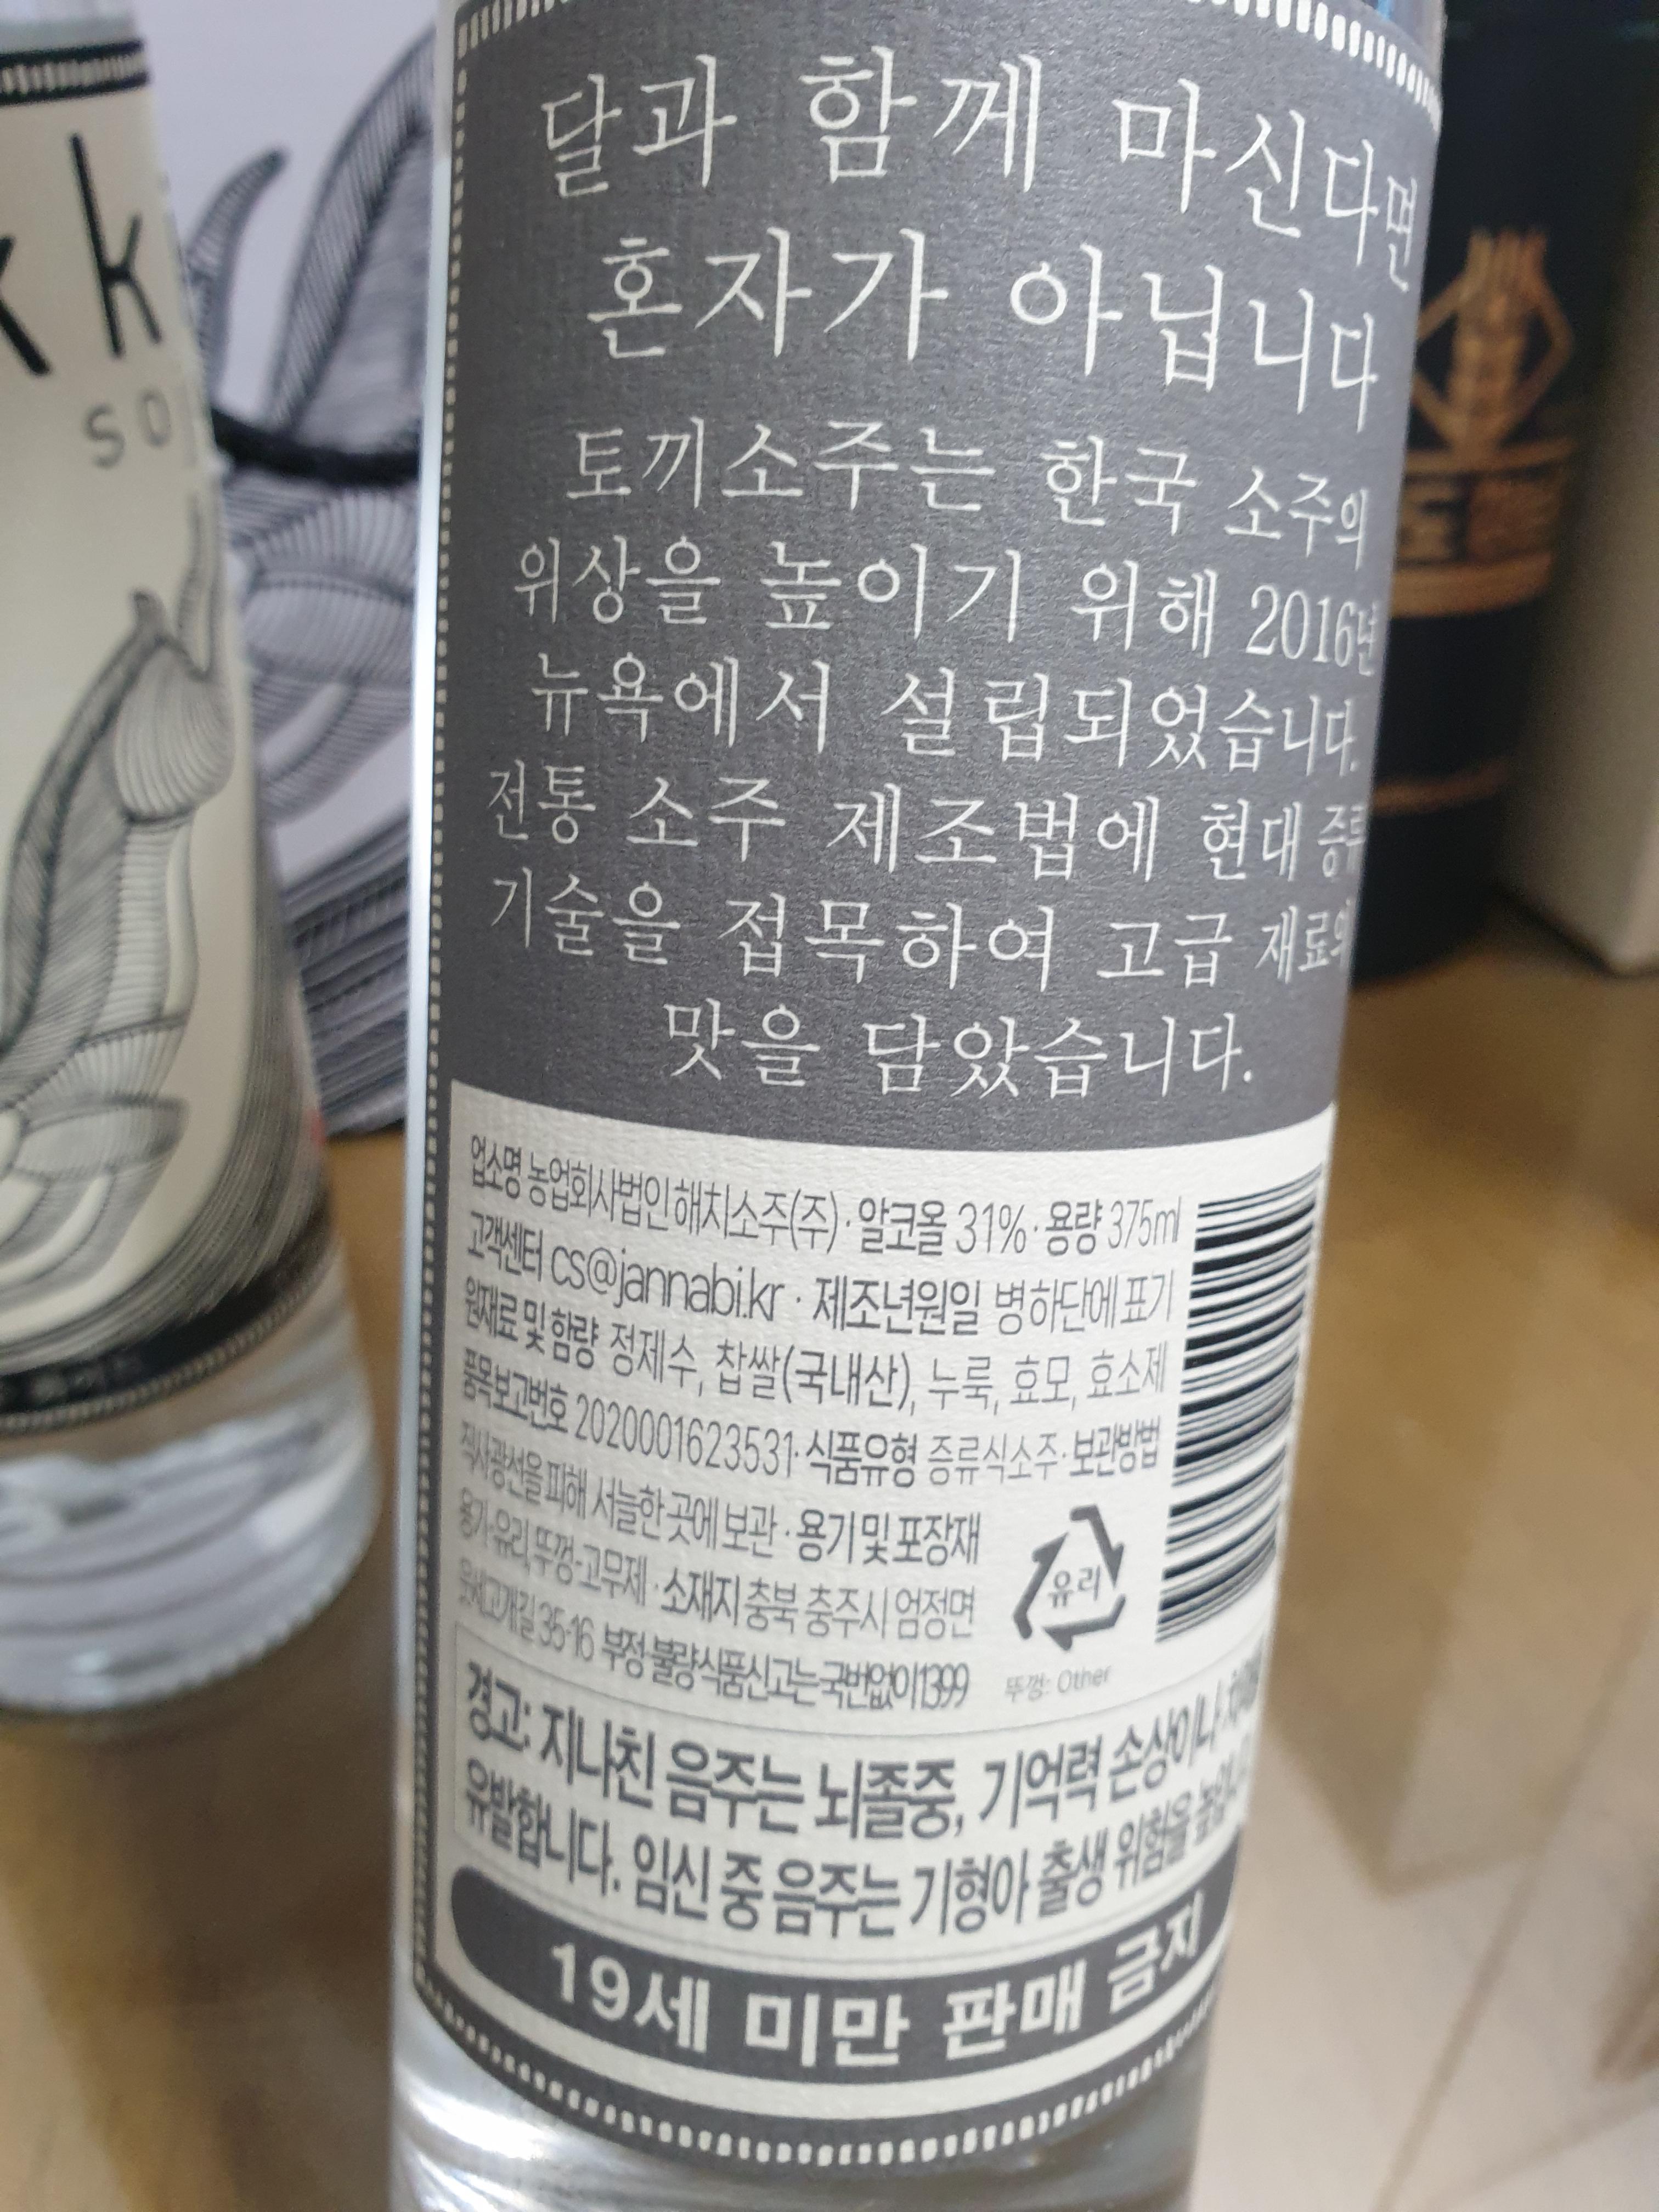 k
so
달과 함께 마신다면
혼자가 아닙니다
토끼소주는 한국 소주의
위상을 높이기 위해 2016년
뉴욕에서 설립되었습니다.
전통 소주 제조법에 현대 증류
기술을 접목하여 고급 재료의
맛을 담았습니다.
업소명 농업회사법인 해치소주(주) · 알코올 31% · 용량 375ml
고객센터 cs@jannabi.kr · 제조년원일 병 하단에 표기
원재료 및 함량 정제수, 찹쌀(국내산), 누룩, 효모, 효소제
품목보고번호 2020001623531 · 식품유형 증류식소주 · 보관방법
직사광선을 피해 서늘한 곳에 보관 · 용기 및 포장재
용기-유리, 뚜껑-고무제 · 소재지 충북 충주시 엄정면
35-16 부정·불량식품신고는 국번없이 1399
유리
뚜껑: Other
경고: 지나친 음주는 뇌졸중, 기억력 손상이나 치매를
유발합니다. 임신 중 음주는 기형아 출생 위험을 높입니다
19세 미만 판매 금지